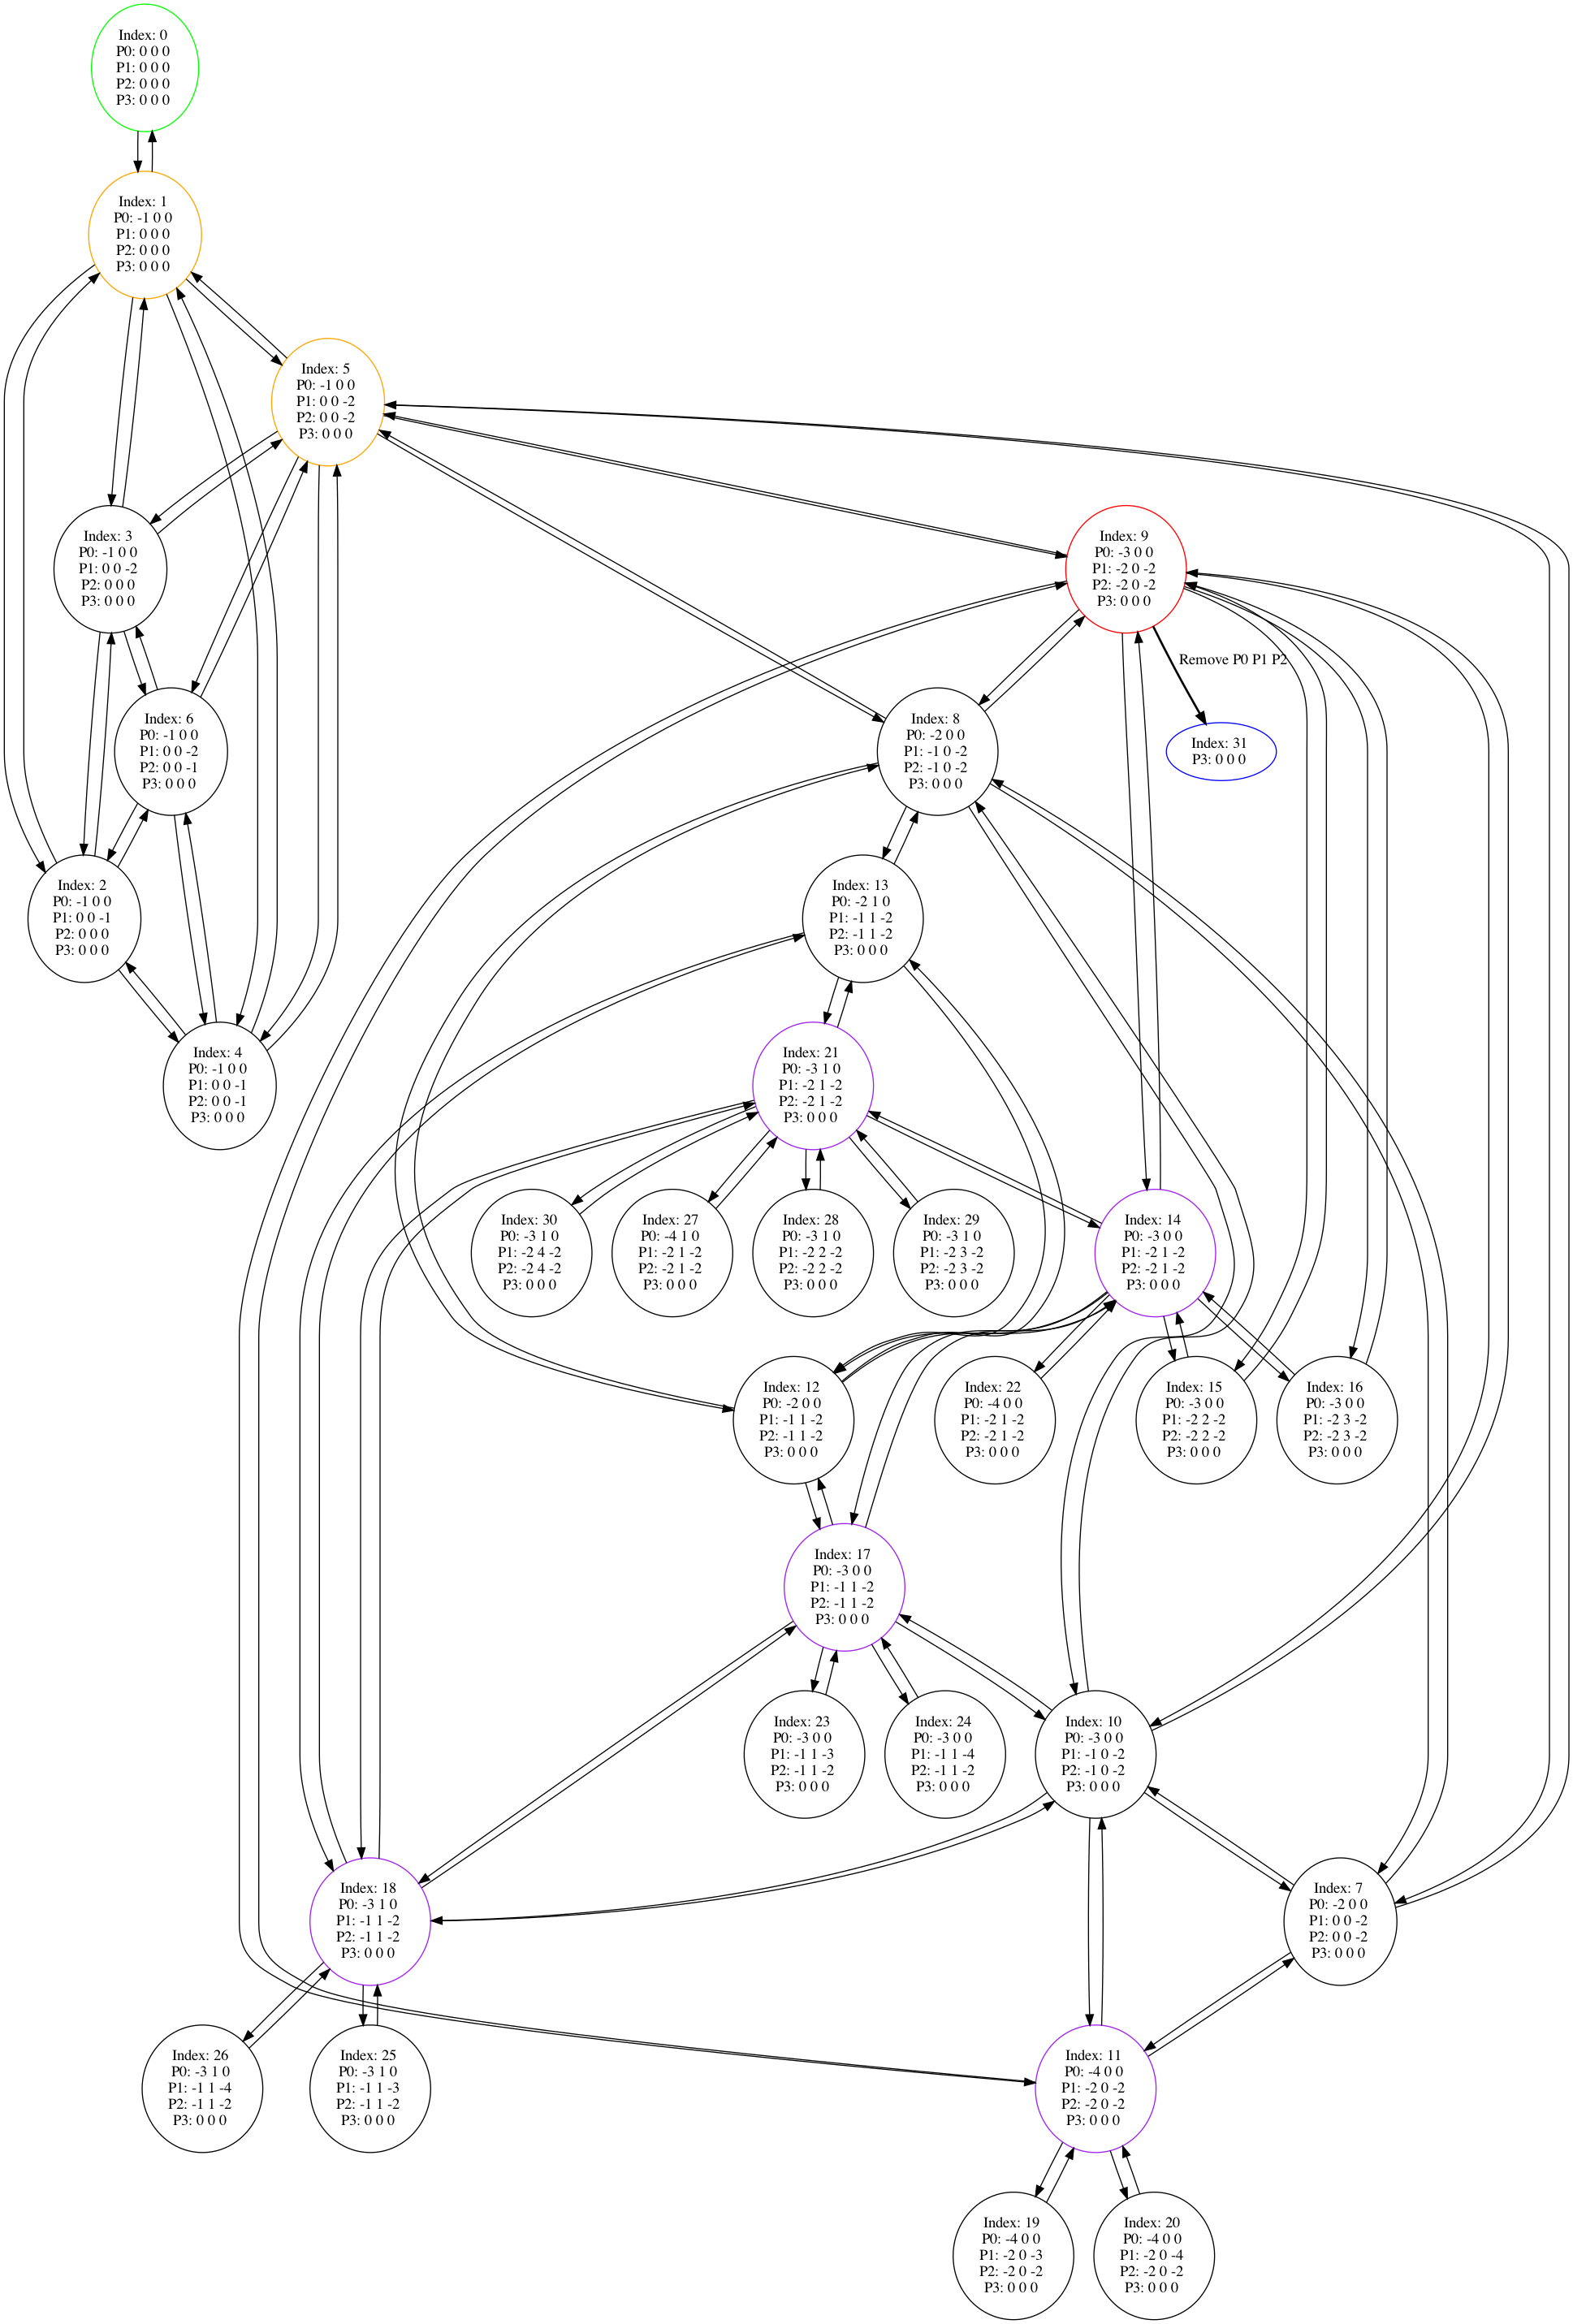 Index: 0
P0: 0 0 0
P1: 0 0 0
P2: 0 0 0
P3: 0 0 0
Index: 1
P0: -1 0 0
P1: 0 0 0
P2: 0 0 0
P3: 0 0 0
Index: 5
P0: -1 0 0
P1: 0 0 -2
P2: 0 0 -2
P3: 0 0 0
Index: 3
P0: -1 0 0
P1: 0 0 -2
P2: 0 0 0
P3: 0 0 0
Index: 9
P0: -3 0 0
P1: -2 0 -2
P2: -2 0 -2
P3: 0 0 0
Remove P0 P1 P2
Index: 6
P0: -1 0 0
P1: 0 0 -2
P2: 0 0 -1
P3: 0 0 0
Index: 8
P0: -2 0 0
P1: -1 0 -2
P2: -1 0 -2
P3: 0 0 0
Index: 31
P3: 0 0 0
Index: 2
P0: -1 0 0
P1: 0 0 -1
P2: 0 0 0
P3: 0 0 0
Index: 13
P0: -2 1 0
P1: -1 1 -2
P2: -1 1 -2
P3: 0 0 0
Index: 4
P0: -1 0 0
P1: 0 0 -1
P2: 0 0 -1
P3: 0 0 0
Index: 21
P0: -3 1 0
P1: -2 1 -2
P2: -2 1 -2
P3: 0 0 0
Index: 30
P0: -3 1 0
P1: -2 4 -2
P2: -2 4 -2
P3: 0 0 0
Index: 27
P0: -4 1 0
P1: -2 1 -2
P2: -2 1 -2
P3: 0 0 0
Index: 28
P0: -3 1 0
P1: -2 2 -2
P2: -2 2 -2
P3: 0 0 0
Index: 29
P0: -3 1 0
P1: -2 3 -2
P2: -2 3 -2
P3: 0 0 0
Index: 14
P0: -3 0 0
P1: -2 1 -2
P2: -2 1 -2
P3: 0 0 0
Index: 12
P0: -2 0 0
P1: -1 1 -2
P2: -1 1 -2
P3: 0 0 0
Index: 22
P0: -4 0 0
P1: -2 1 -2
P2: -2 1 -2
P3: 0 0 0
Index: 15
P0: -3 0 0
P1: -2 2 -2
P2: -2 2 -2
P3: 0 0 0
Index: 16
P0: -3 0 0
P1: -2 3 -2
P2: -2 3 -2
P3: 0 0 0
Index: 17
P0: -3 0 0
P1: -1 1 -2
P2: -1 1 -2
P3: 0 0 0
Index: 23
P0: -3 0 0
P1: -1 1 -3
P2: -1 1 -2
P3: 0 0 0
Index: 24
P0: -3 0 0
P1: -1 1 -4
P2: -1 1 -2
P3: 0 0 0
Index: 10
P0: -3 0 0
P1: -1 0 -2
P2: -1 0 -2
P3: 0 0 0
Index: 18
P0: -3 1 0
P1: -1 1 -2
P2: -1 1 -2
P3: 0 0 0
Index: 7
P0: -2 0 0
P1: 0 0 -2
P2: 0 0 -2
P3: 0 0 0
Index: 26
P0: -3 1 0
P1: -1 1 -4
P2: -1 1 -2
P3: 0 0 0
Index: 25
P0: -3 1 0
P1: -1 1 -3
P2: -1 1 -2
P3: 0 0 0
Index: 11
P0: -4 0 0
P1: -2 0 -2
P2: -2 0 -2
P3: 0 0 0
Index: 19
P0: -4 0 0
P1: -2 0 -3
P2: -2 0 -2
P3: 0 0 0
Index: 20
P0: -4 0 0
P1: -2 0 -4
P2: -2 0 -2
P3: 0 0 0